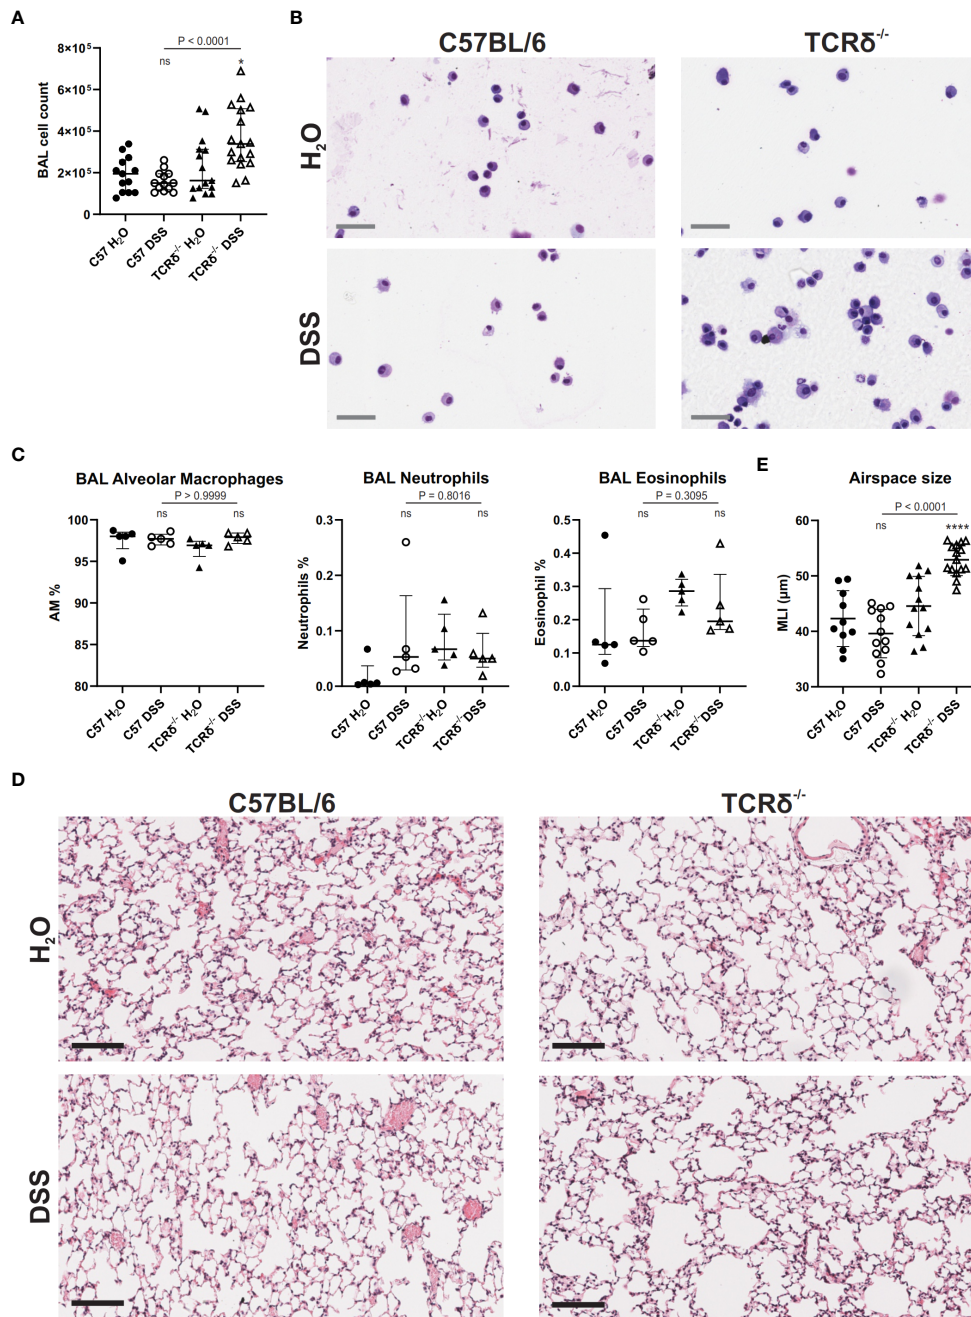 A
P < 0.0001
ns
*
8×10⁵
6×10⁵
4×10⁵
2×10⁵
0
BAL cell count
C57 H₂O
C57 DSS
TCRδ⁻/⁻ H₂O
TCRδ⁻/⁻ DSS
B
C57BL/6
TCRδ⁻/⁻
H₂O
DSS
C
BAL Alveolar Macrophages
P > 0.9999
ns
ns
100
95
90
85
80
AM %
C57 H₂O
C57 DSS
TCRδ⁻/⁻ H₂O
TCRδ⁻/⁻ DSS
BAL Neutrophils
P = 0.8016
ns
ns
0.3
0.2
0.1
0.0
Neutrophils %
C57 H₂O
C57 DSS
TCRδ⁻/⁻ H₂O
TCRδ⁻/⁻ DSS
BAL Eosinophils
P = 0.3095
ns
ns
0.5
0.4
0.3
0.2
0.1
0.0
Eosinophil %
C57 H₂O
C57 DSS
TCRδ⁻/⁻ H₂O
TCRδ⁻/⁻ DSS
E
Airspace size
P < 0.0001
ns
****
60
50
40
30
MLI (µm)
C57 H₂O
C57 DSS
TCRδ⁻/⁻ H₂O
TCRδ⁻/⁻ DSS
D
C57BL/6
TCRδ⁻/⁻
H₂O
DSS